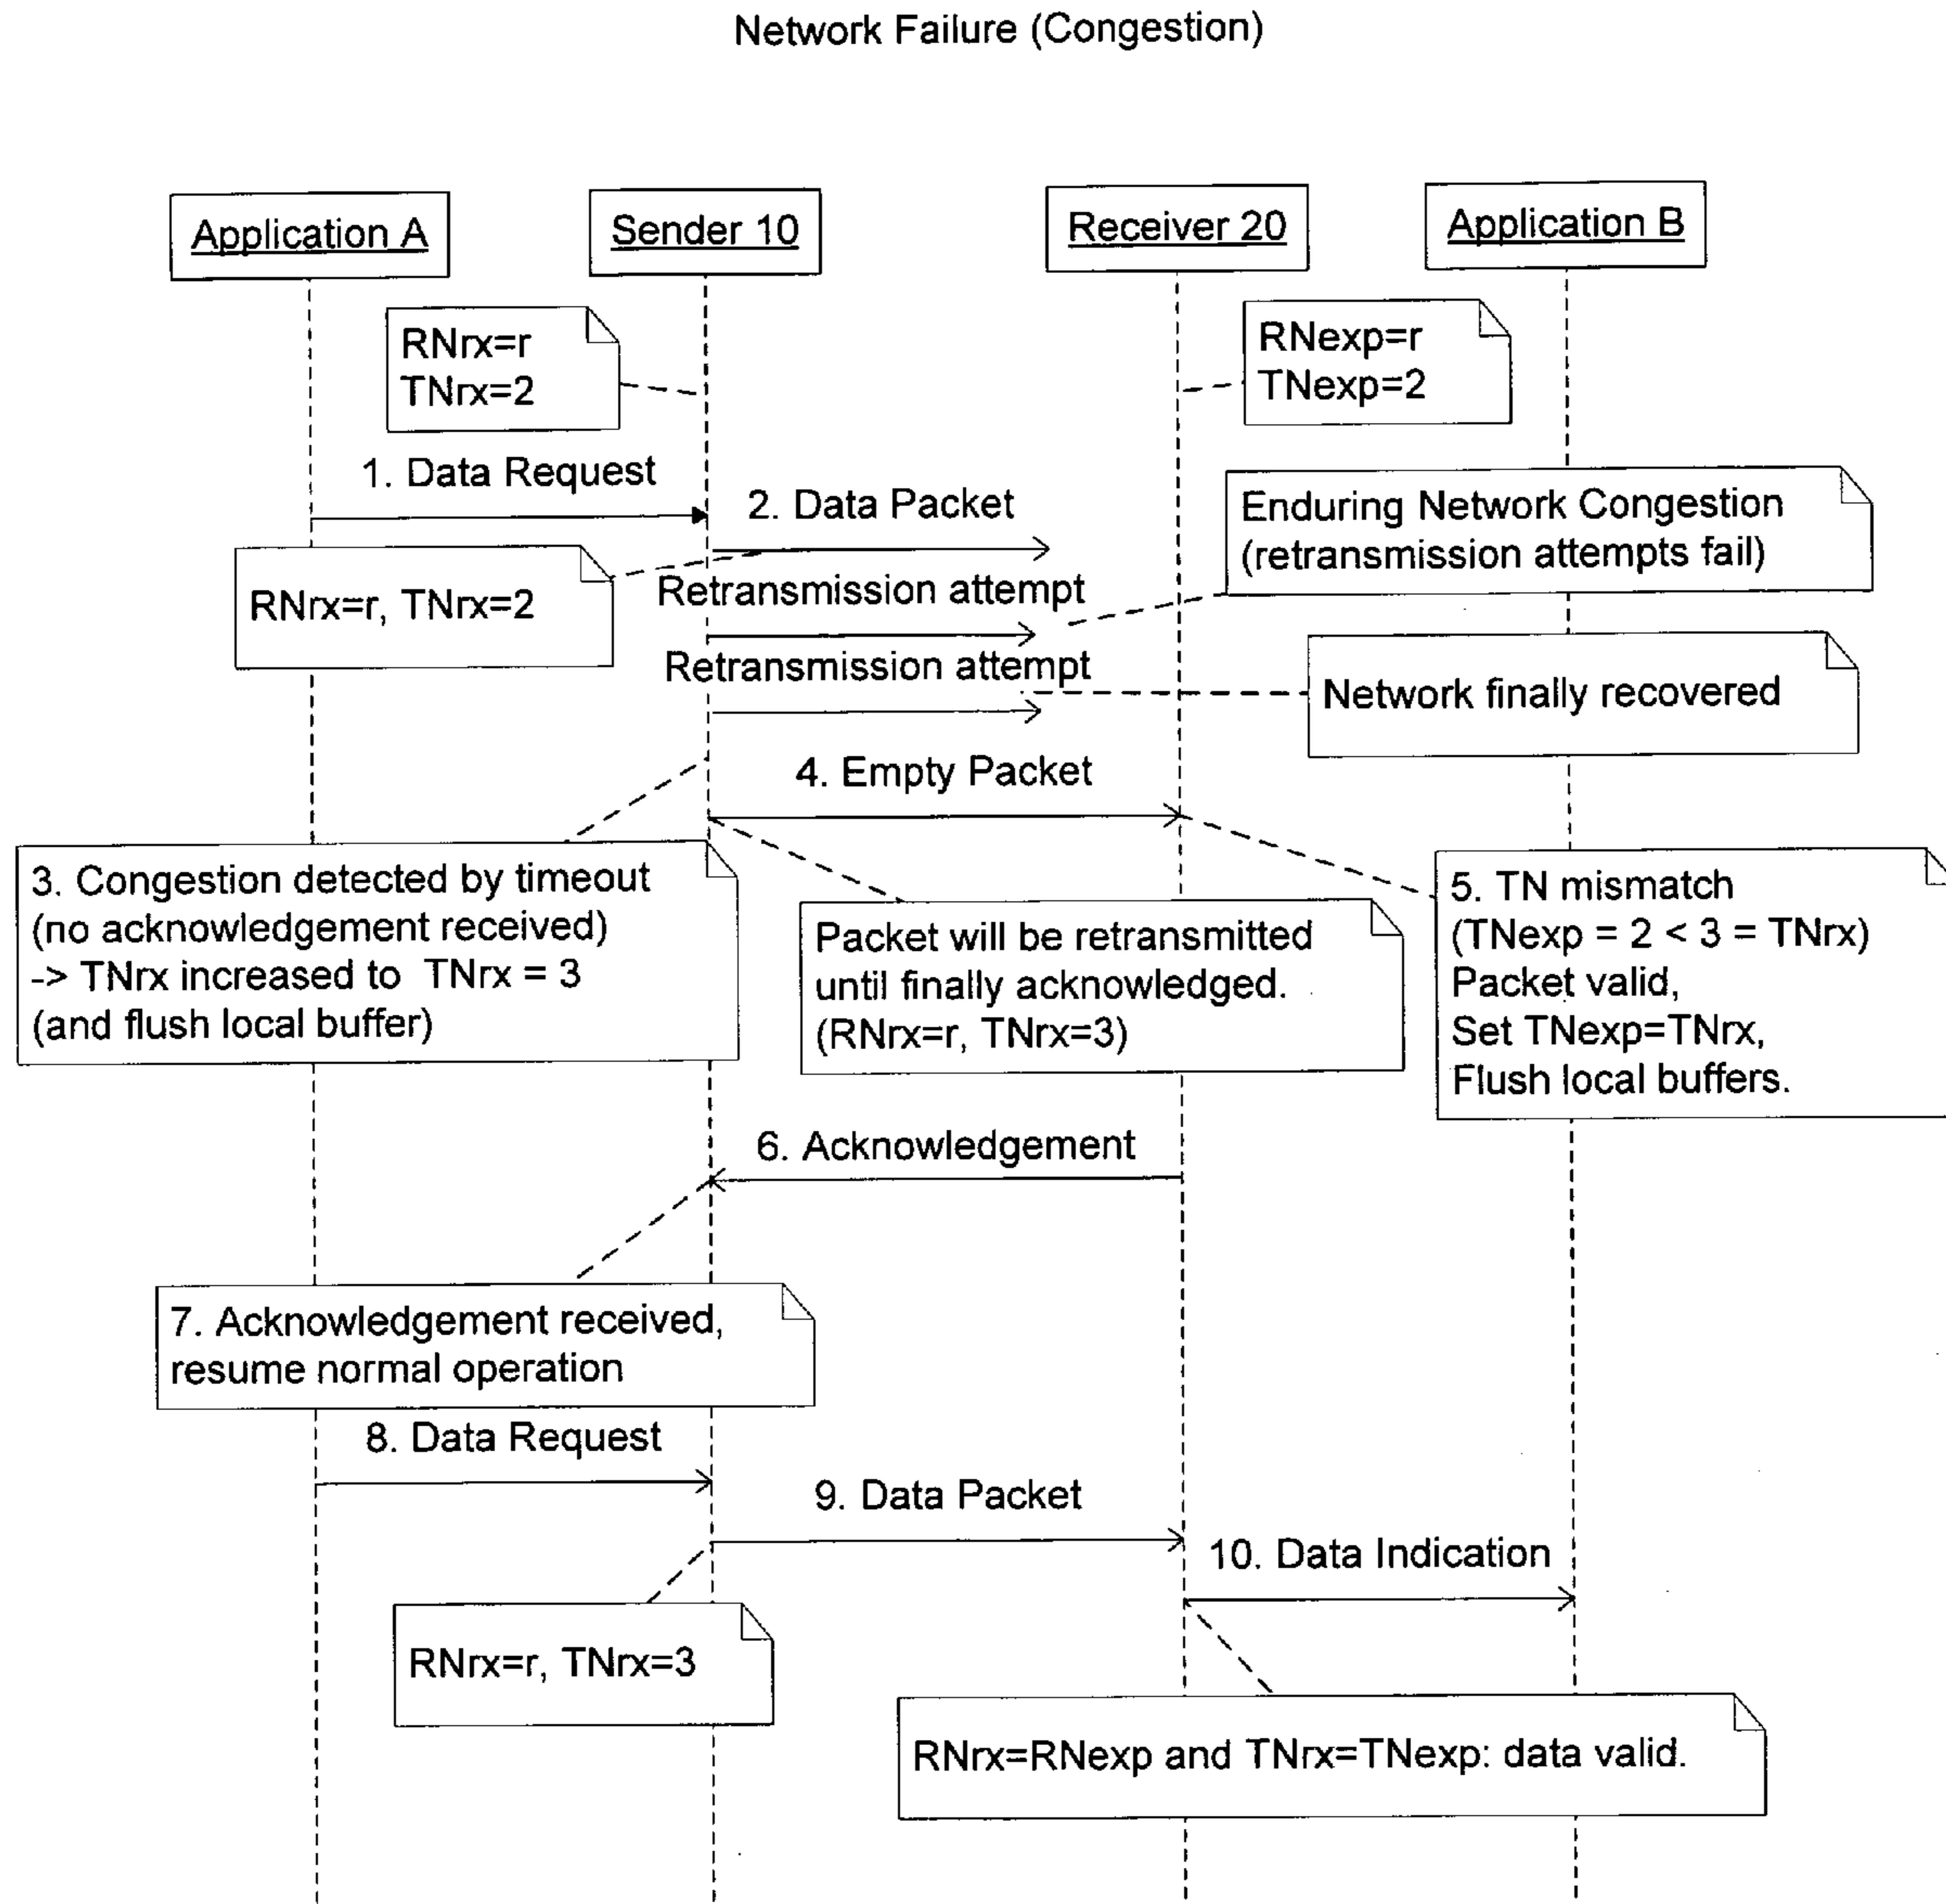 Network Failure (Congestion)
Application A
Sender 10
Receiver 20
Application B
RNrx=r
TNrx=2
RNexp=r
TNexp=2
1. Data Request
2. Data Packet
Enduring Network Congestion
(retransmission attempts fail)
RNrx=r, TNrx=2
Retransmission attempt
Retransmission attempt
Network finally recovered
4. Empty Packet
3. Congestion detected by timeout
(no acknowledgement received)
-> TNrx increased to TNrx = 3
(and flush local buffer)
Packet will be retransmitted
until finally acknowledged.
(RNrx=r, TNrx=3)
5. TN mismatch
(TNexp = 2 < 3 = TNrx)
Packet valid,
Set TNexp=TNrx,
Flush local buffers.
6. Acknowledgement
7. Acknowledgement received,
resume normal operation
8. Data Request
9. Data Packet
10. Data Indication
RNrx=r, TNrx=3
RNrx=RNexp and TNrx=TNexp: data valid.